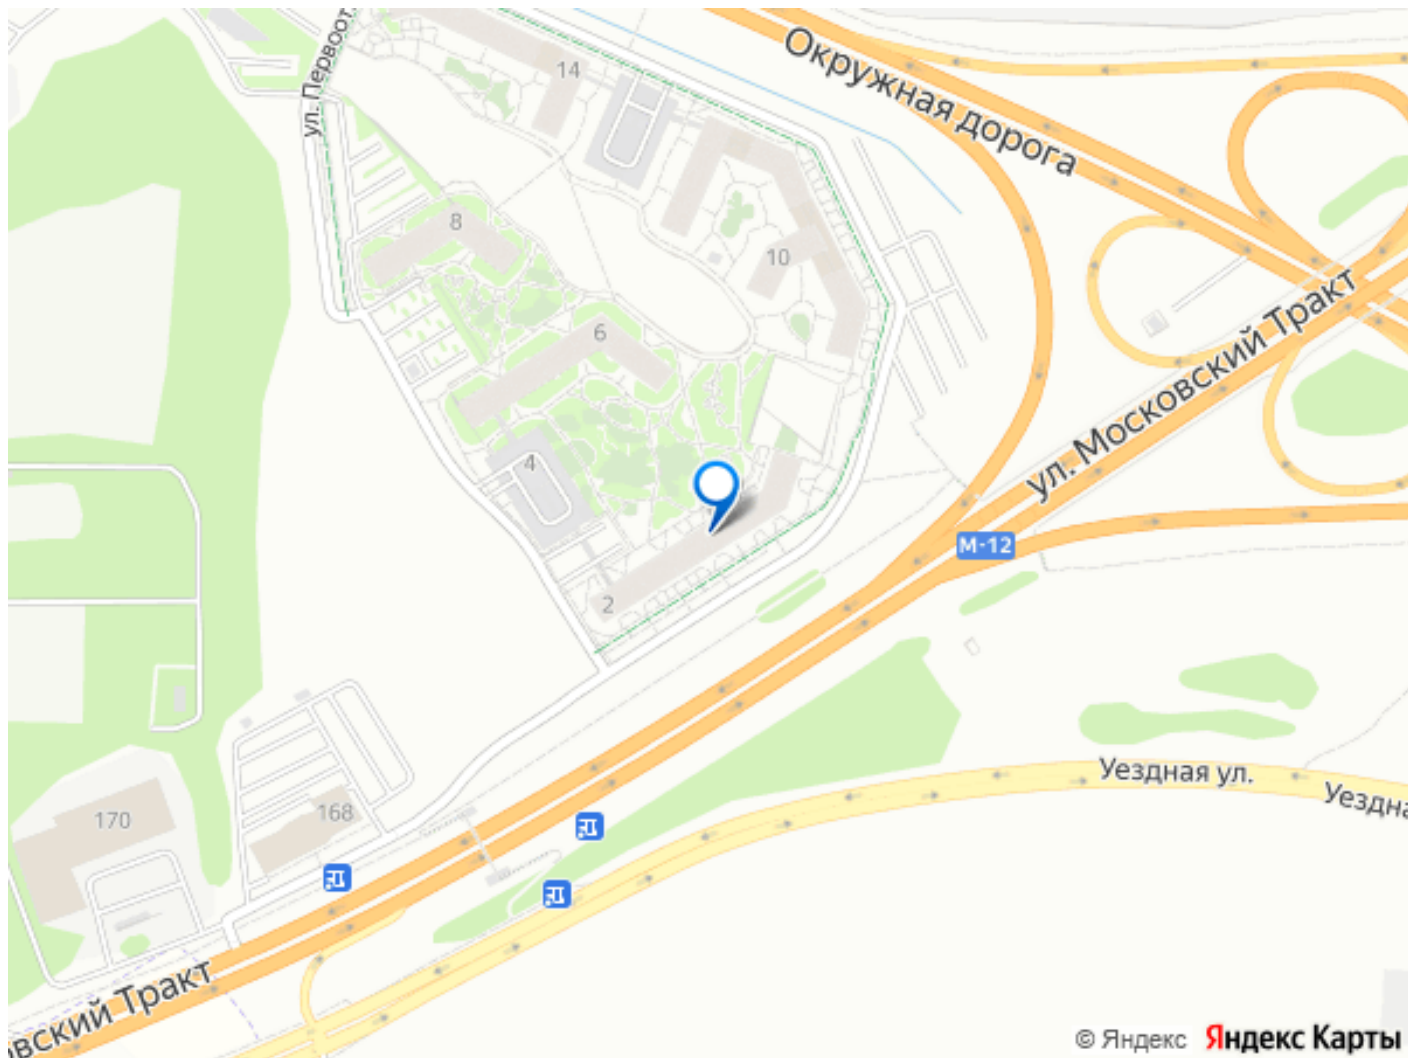 ул. Первоот.
14
Окружная дорога
8
10
6
ул. Московский Тракт
4
М-12
2
Уездная ул.
Уездна
170
168
вский Тракт
© Яндекс Яндекс Карты